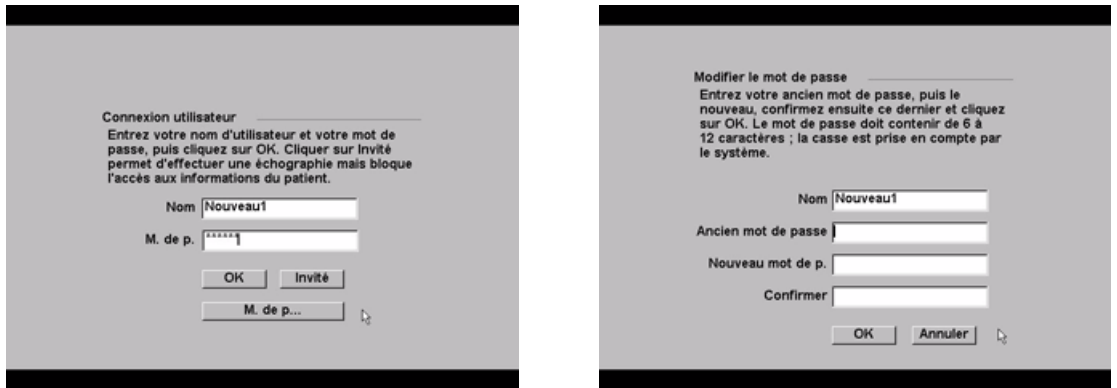 Connexion utilisateur
Entrez votre nom d'utilisateur et votre mot de
passe, puis cliquez sur OK. Cliquer sur Invité
permet d'effectuer une échographie mais bloque
l'accès aux informations du patient.
Nom Nouveau1
M. de p. ******
OK Invité
M. de p...
Modifier le mot de passe
Entrez votre ancien mot de passe, puis le
nouveau, confirmez ensuite ce dernier et cliquez
sur OK. Le mot de passe doit contenir de 6 à
12 caractères ; la casse est prise en compte par
le système.
Nom Nouveau1
Ancien mot de passe
Nouveau mot de p.
Confirmer
OK Annuler